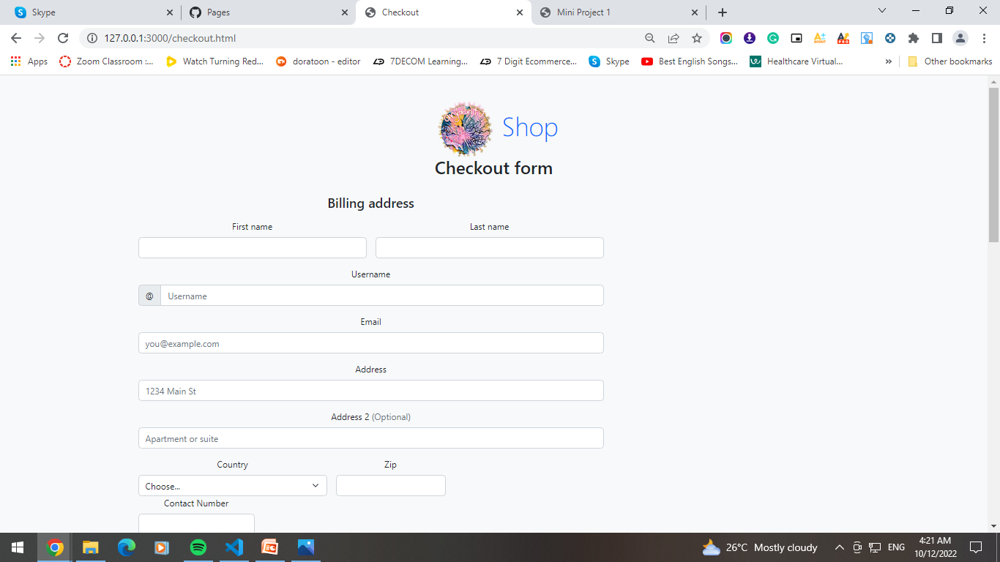 Skype
Pages
Checkout
Mini Project 1
127.0.0.1:3000/checkout.html
Apps
Zoom Classroom :...
Watch Turning Red...
doratoon - editor
7DECOM Learning...
7 Digit Ecommerce...
Skype
Best English Songs...
Healthcare Virtual...
»
Other bookmarks
Shop
Checkout form
Billing address
First name
Last name
Username
@
Username
Email
you@example.com
Address
1234 Main St
Address 2 (Optional)
Apartment or suite
Country
Zip
Choose...
Contact Number
26°C Mostly cloudy
ENG
4:21 AM
10/12/2022